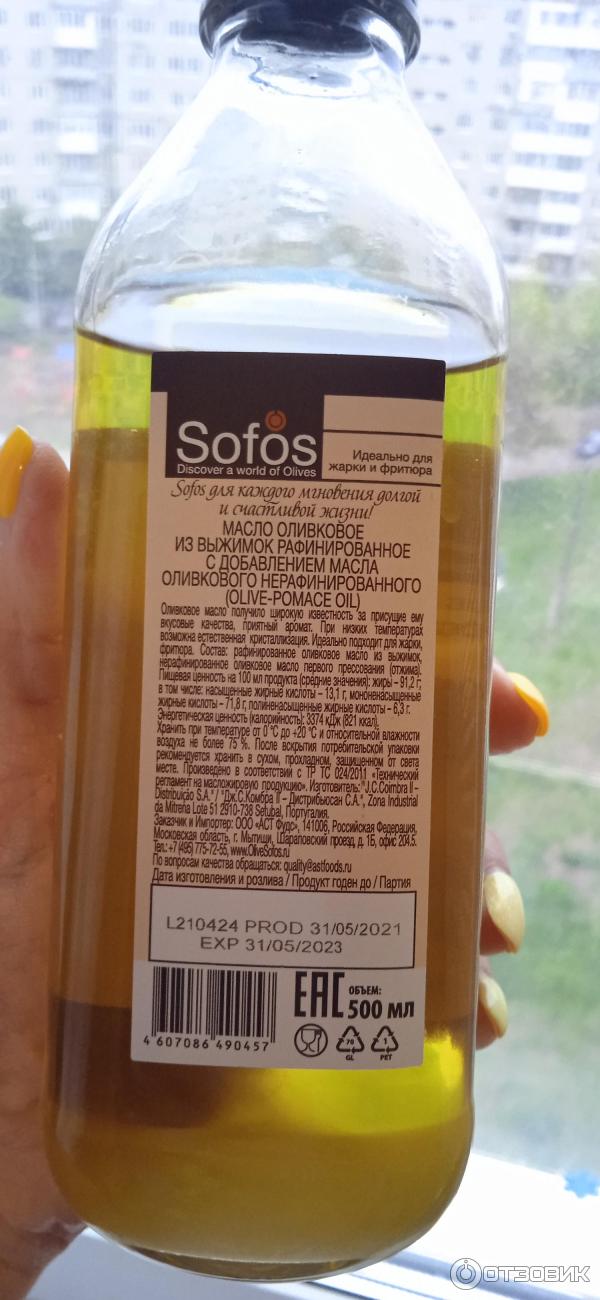 Sofos
Discover a world of Olives
Идеально для
жарки и фритюра
Sofos для каждого мгновения долгой
и счастливой жизни!
МАСЛО ОЛИВКОВОЕ
ИЗ ВЫЖИМОК РАФИНИРОВАННОЕ
С ДОБАВЛЕНИЕМ МАСЛА
ОЛИВКОВОГО НЕРАФИНИРОВАННОГО
(OLIVE-POMACE OIL)
Оливковое масло получило широкую известность за присущие ему
вкусовые качества, приятный аромат. При низких температурах
возможна естественная кристаллизация. Идеально подходит для жарки,
фритюра. Состав: рафинированное оливковое масло из выжимок,
нерафинированное оливковое масло первого прессования (отжима).
Пищевая ценность на 100 мл продукта (средние значения): жиры – 91,2 г;
в том числе: насыщенные жирные кислоты – 13,1 г, мононенасыщенные
жирные кислоты – 71,8 г, полиненасыщенные жирные кислоты – 6,3 г.
Энергетическая ценность (калорийность): 3374 кДж (821 ккал).
Хранить при температуре от 0 °C до +20 °C и относительной влажности
воздуха не более 75 %. После вскрытия потребительской упаковки
рекомендуется хранить в сухом, прохладном, защищенном от света
месте. Произведено в соответствии с ТР ТС 024/2011 «Технический
регламент на масложировую продукцию». Изготовитель: "J.C.Coimbra II –
Distribuição S.A." / "Дж.С.Комбра II – Дистрибьюсан С.А.", Zona Industrial
da Mitrena Lote 51 2910-738 Setubal, Португалия.
Заказчик и Импортер: ООО «АСТ Фудс», 141006, Российская Федерация,
Московская область, г. Мытищи, Шараповский проезд, д. 1Б, офис 204.5.
Тел.: +7 (495) 775-72-55, www.OliveSofos.ru
По вопросам качества обращаться: quality@astfoods.ru
Дата изготовления и розлива / Продукт годен до / Партия
L210424 PROD 31/05/2021
EXP 31/05/2023
EAC ОБЪЕМ:
500 МЛ
4 607086 490457
70
GL
1
PET
ОТЗОВИК